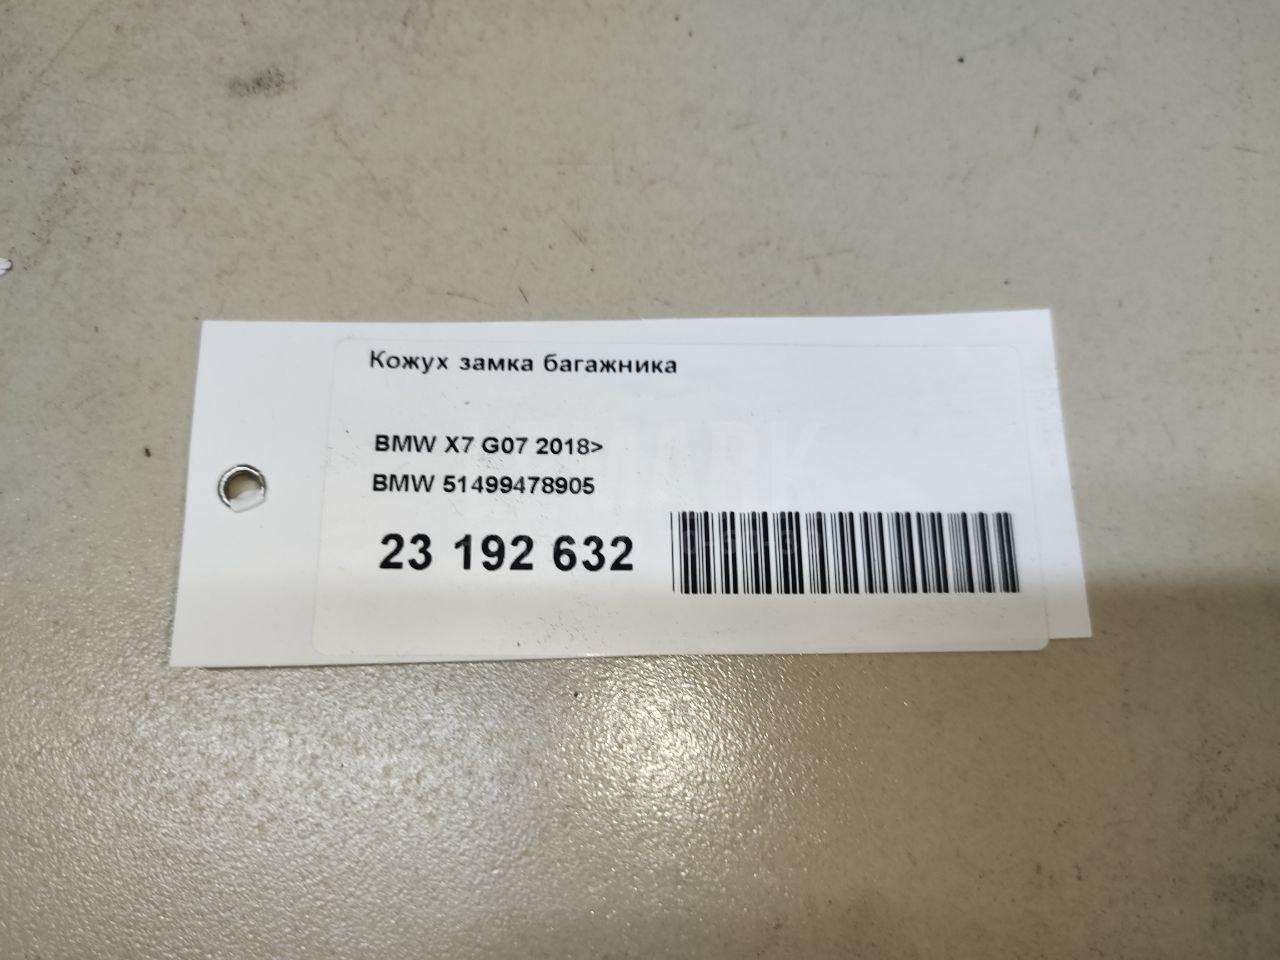 Кожух замка багажника
BMW X7 G07 2018>
BMW 51499478905
23 192 632